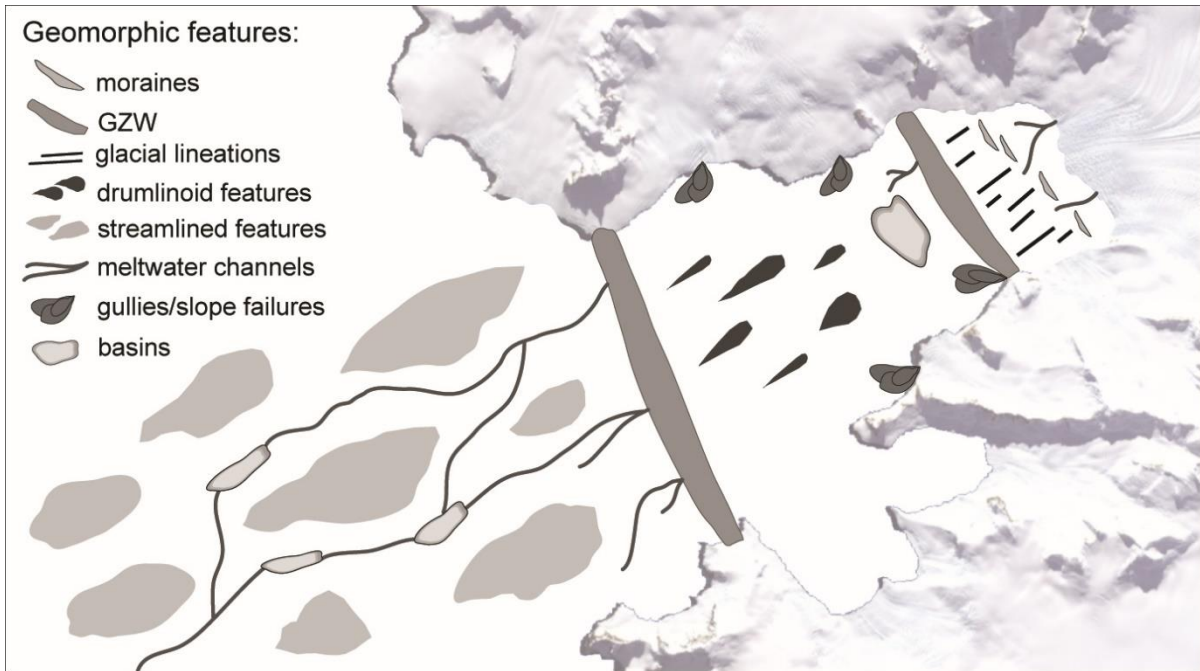 Geomorphic features:
moraines
GZW
glacial lineations
drumlinoid features
streamlined features
meltwater channels
gullies/slope failures
basins